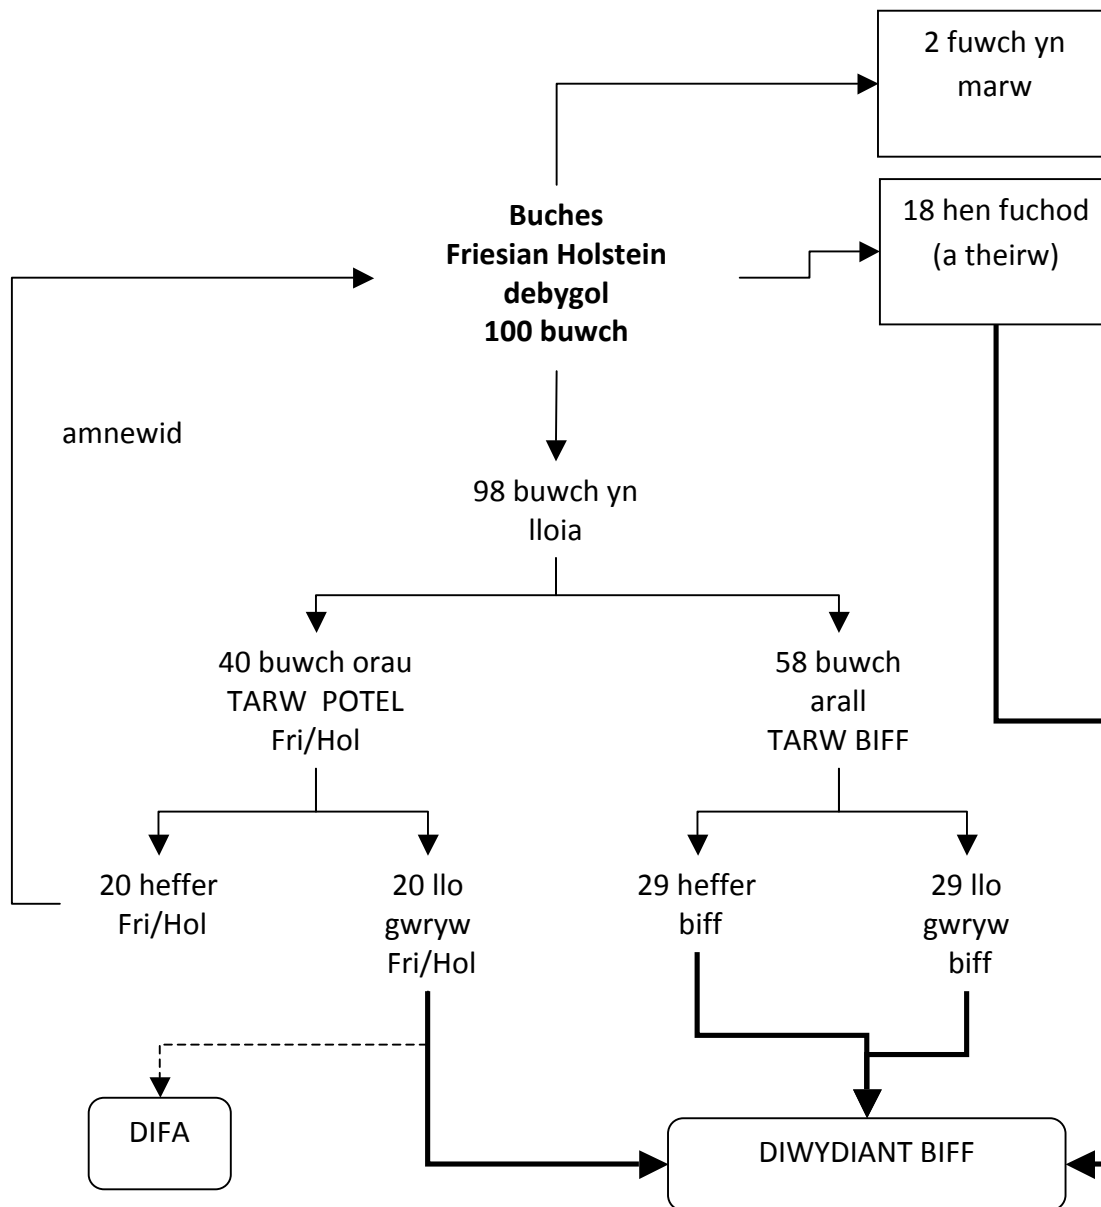 2 fuwch yn
marw
18 hen fuchod
(a theirw)
Buches
Friesian Holstein
debygol
100 buwch
amnewid
98 buwch yn
lloia
40 buwch orau
TARW POTEL
Fri/Hol
58 buwch
arall
TARW BIFF
20 heffer
Fri/Hol
20 llo
gwryw
Fri/Hol
29 heffer
biff
29 llo
gwryw
biff
DIFA
DIWYDIANT BIFF